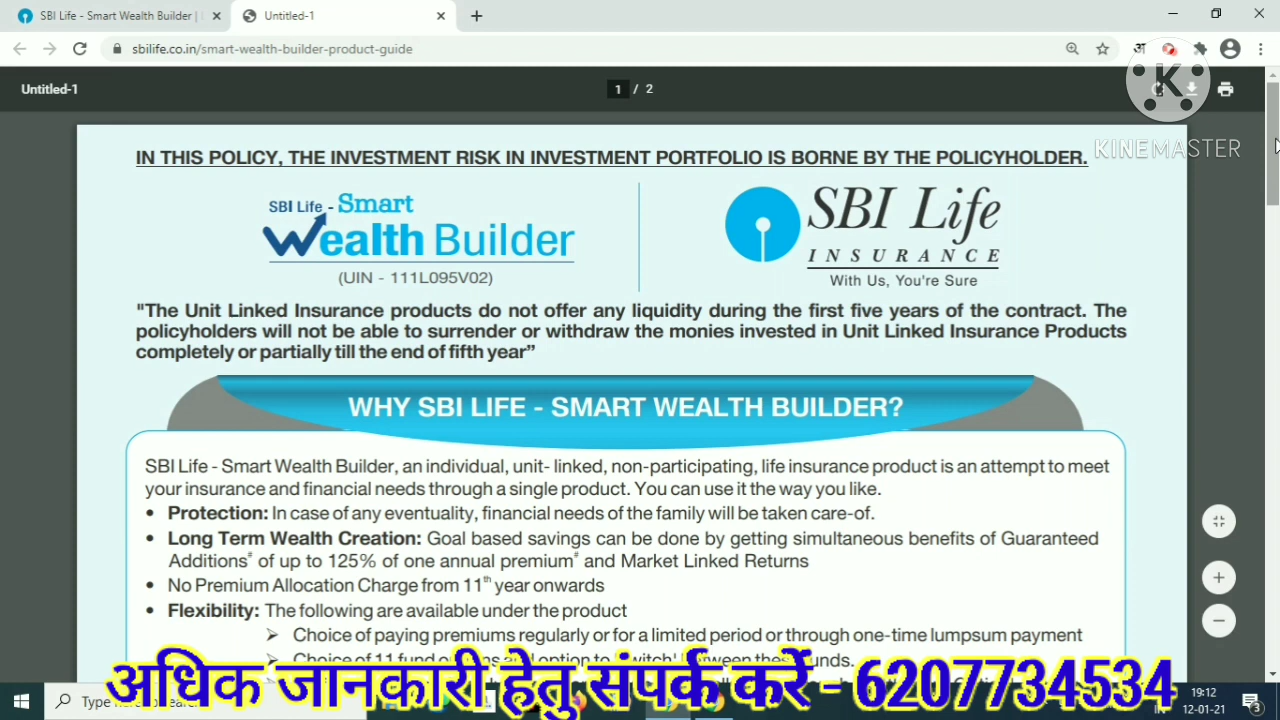 SBI Life - Smart Wealth Builder |
Untitled-1
sbilife.co.in/smart-wealth-builder-product-guide
अ
Untitled-1
1 / 2
K
KINEMASTER
IN THIS POLICY, THE INVESTMENT RISK IN INVESTMENT PORTFOLIO IS BORNE BY THE POLICYHOLDER.
SBI Life - Smart
Wealth Builder
(UIN - 111L095V02)
SBI Life
INSURANCE
With Us, You're Sure
"The Unit Linked Insurance products do not offer any liquidity during the first five years of the contract. The
policyholders will not be able to surrender or withdraw the monies invested in Unit Linked Insurance Products
completely or partially till the end of fifth year”
WHY SBI LIFE - SMART WEALTH BUILDER?
SBI Life - Smart Wealth Builder, an individual, unit- linked, non-participating, life insurance product is an attempt to meet
your insurance and financial needs through a single product. You can use it the way you like.
• Protection: In case of any eventuality, financial needs of the family will be taken care-of.
• Long Term Wealth Creation: Goal based savings can be done by getting simultaneous benefits of Guaranteed
Additions# of up to 125% of one annual premium# and Market Linked Returns
• No Premium Allocation Charge from 11th year onwards
• Flexibility: The following are available under the product
➢ Choice of paying premiums regularly or for a limited period or through one-time lumpsum payment
➢ Choice of 11 fund and option to between funds.
अधिक जानकारी हेतु संपर्क करें - 6207734534
Type
19:12
12-01-21
3